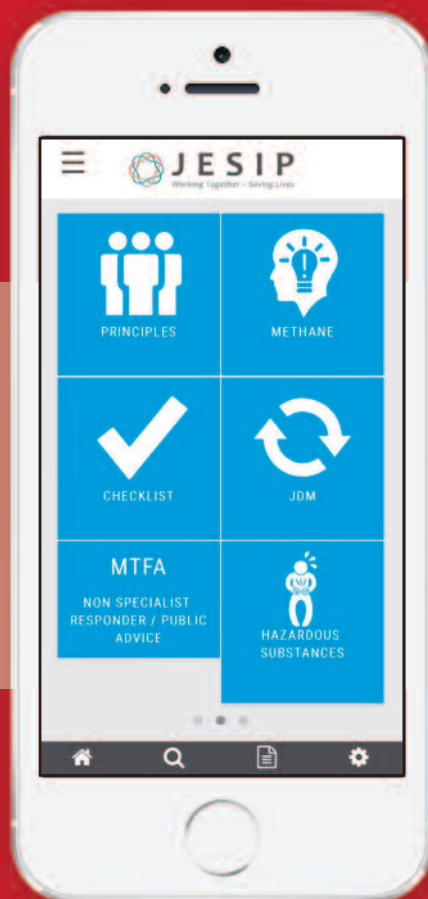 JESIP
Working Together – Saving Lives
PRINCIPLES
METHANE
CHECKLIST
JDM
MTFA
NON SPECIALIST
RESPONDER / PUBLIC
ADVICE
HAZARDOUS
SUBSTANCES